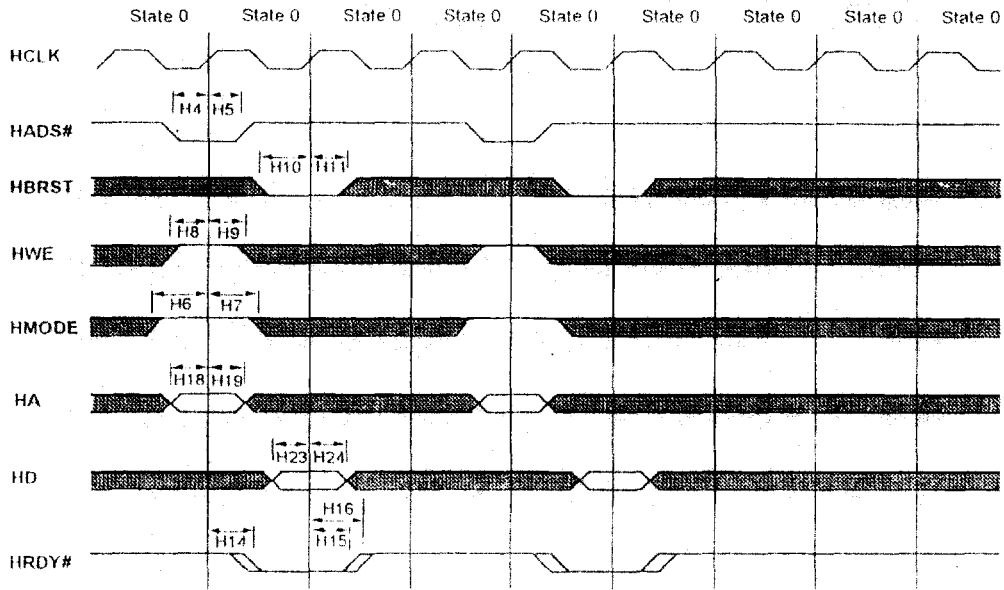 State 0 State 0 State 0 State 0 State 0 State 0 State 0 State 0 State 0
HCLK
H4 H5
HADS#
H10 H11
HBRST
H8 H9
HWE
H6 H7
HMODE
H18 H19
HA
H23 H24
HD
H16
H14 H15
HRDY#